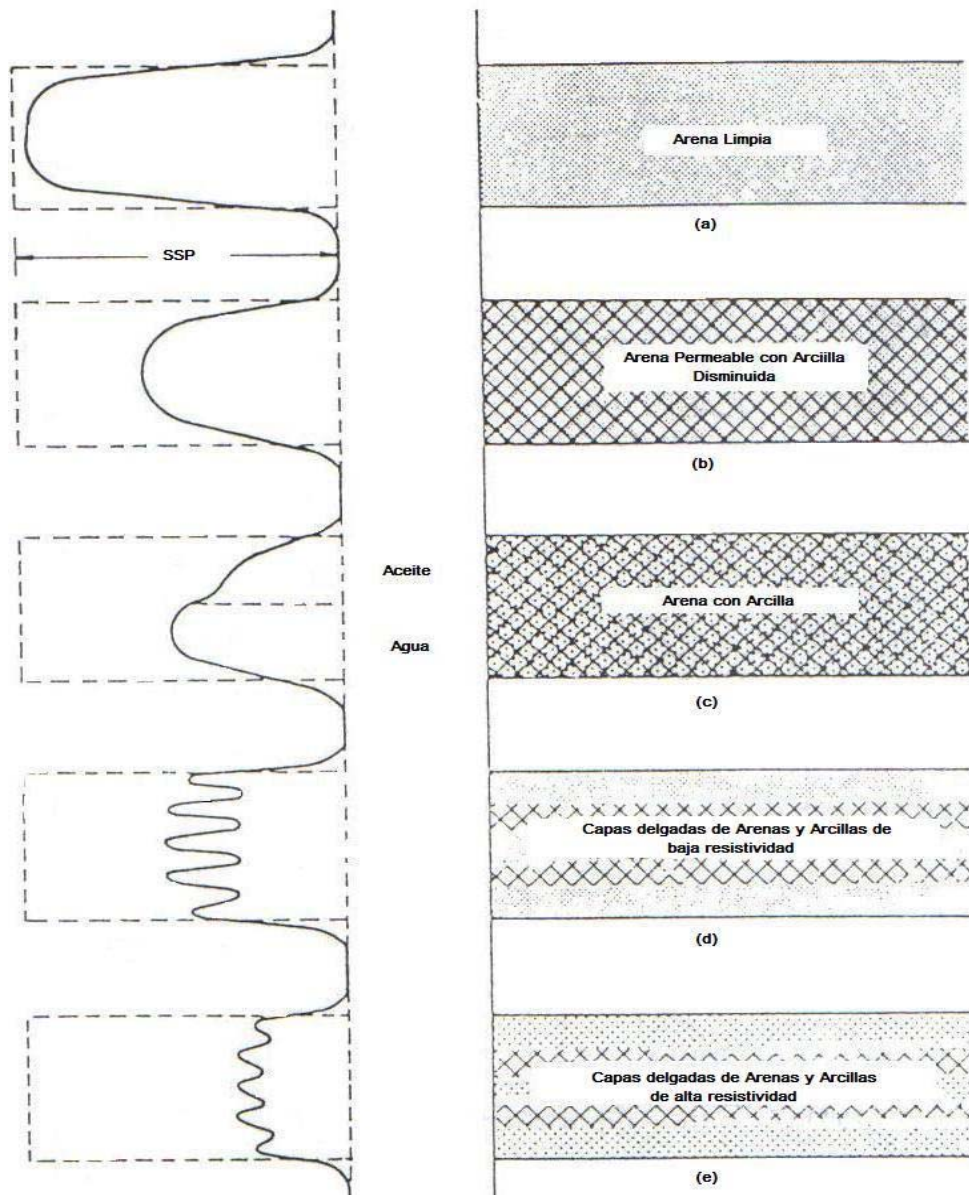 Arena Limpia
(a)
SSP
Arena Permeable con Arciilla
Disminuida
(b)
Aceite
Arena con Arcilla
Agua
(c)
Capas delgadas de Arenas y Arcillas de
baja resistividad
(d)
Capas delgadas de Arenas y Arcillas
de alta resistividad
(e)